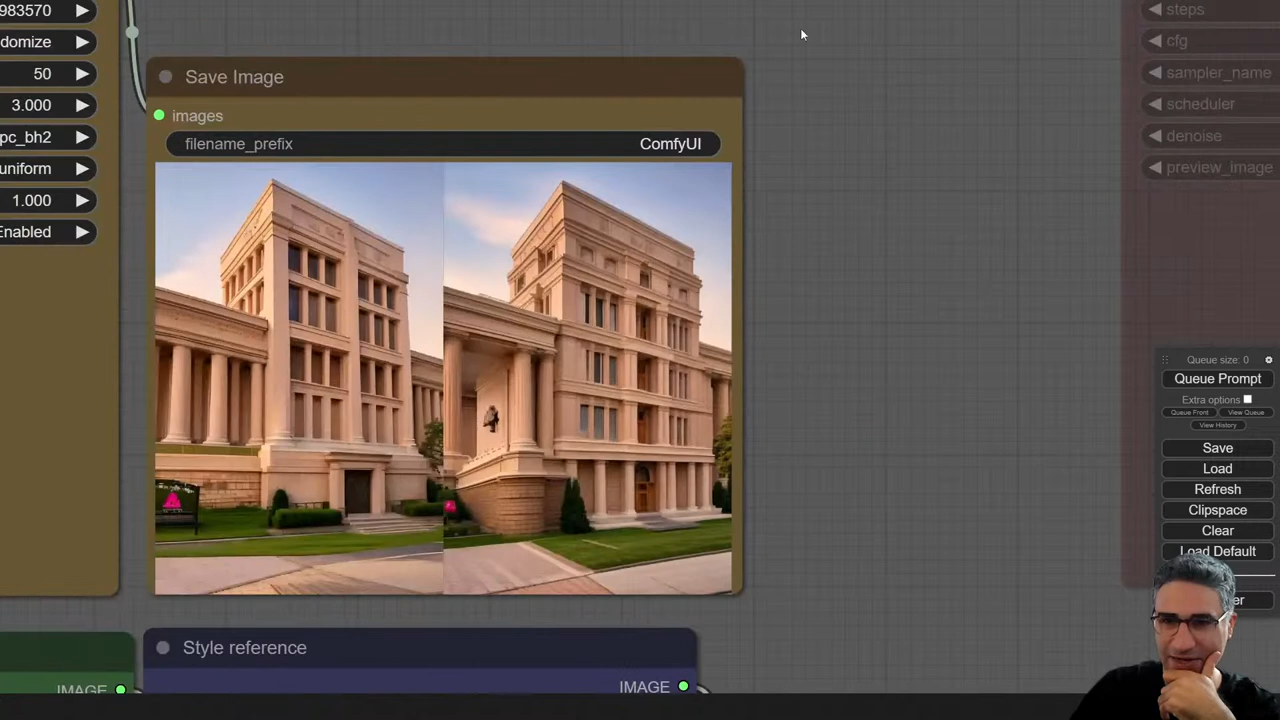 983570
domize
50
3.000
pc_bh2
uniform
1.000
Enabled
Save Image
images
filename_prefix
ComfyUI
IMAGE
Style reference
IMAGE
steps
cfg
sampler_name
scheduler
denoise
preview_image
Queue size: 0
Queue Prompt
Extra options
Queue Front
View Queue
View History
Save
Load
Refresh
Clipspace
Clear
Load Default
er